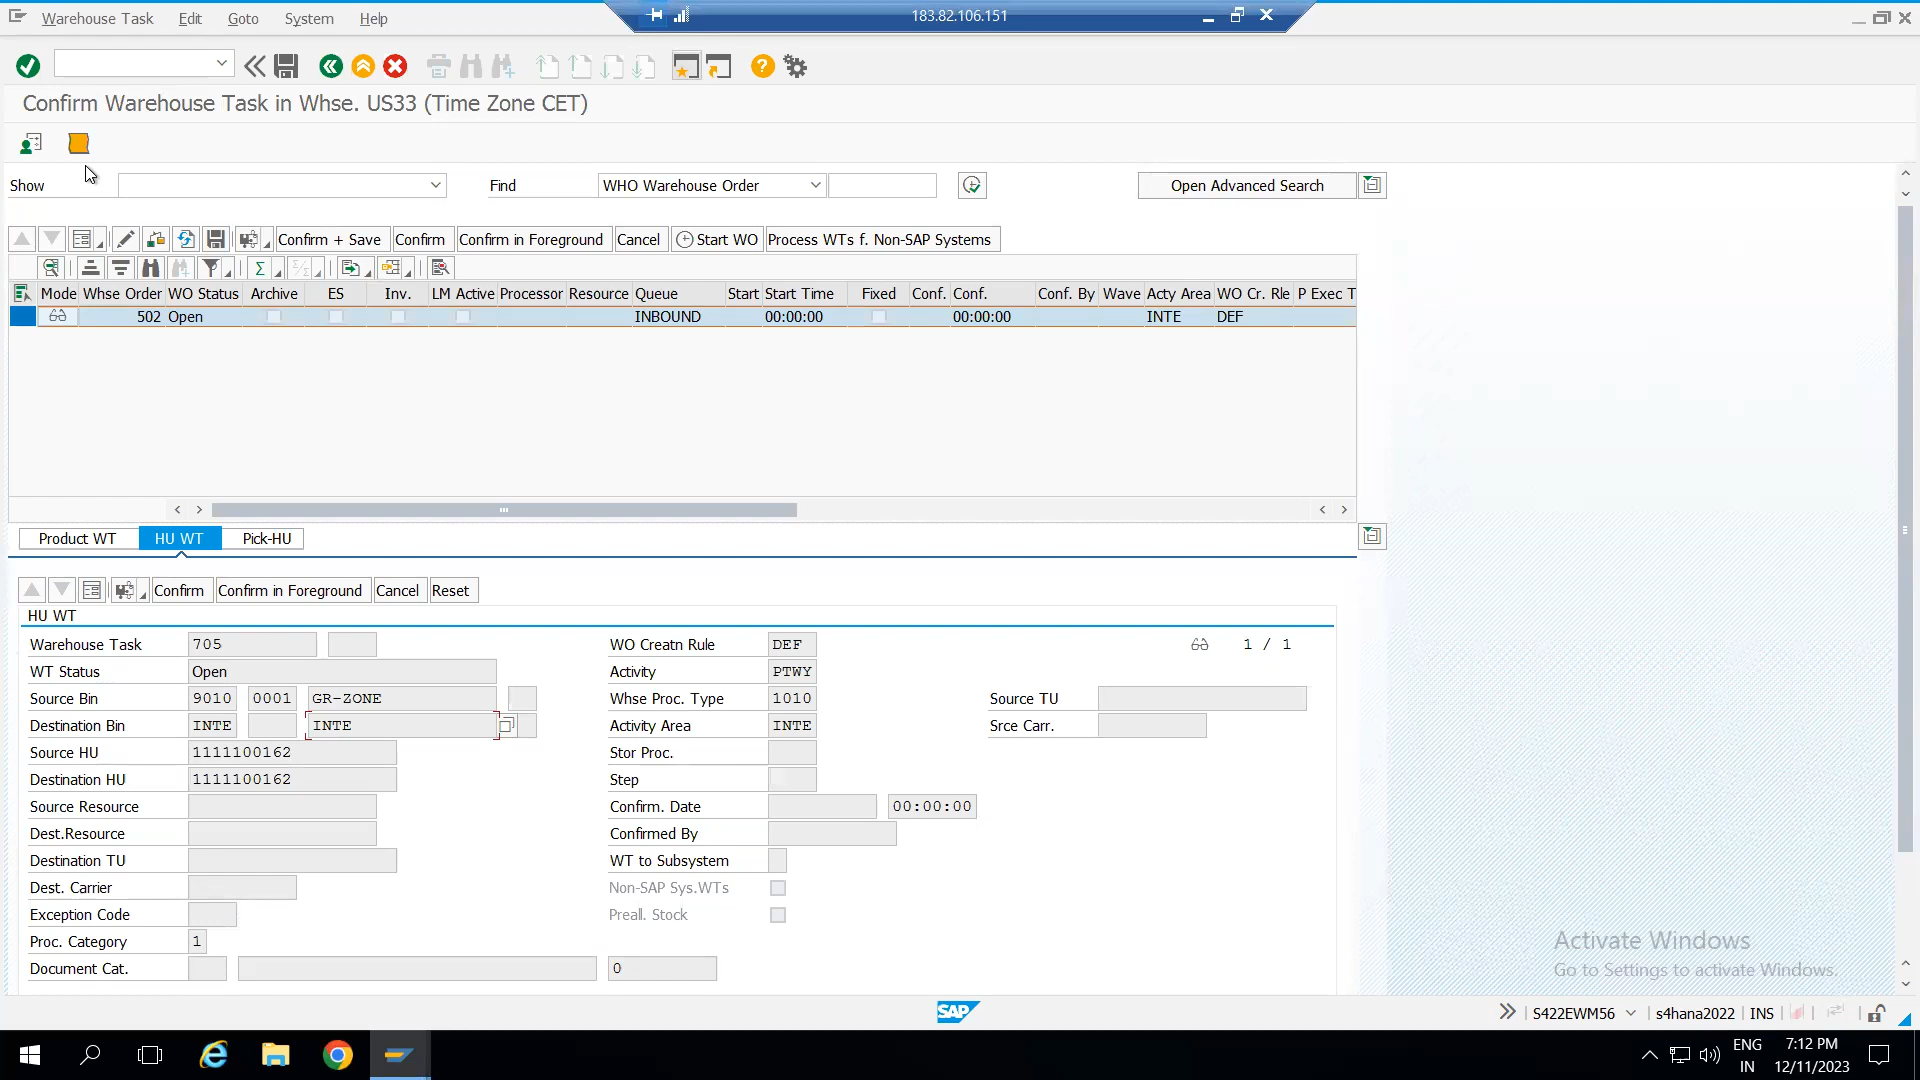 Warehouse Task Edit Goto System Help
183.82.106.151
Confirm Warehouse Task in Whse. US33 (Time Zone CET)
Show Find WHO Warehouse Order Open Advanced Search
Confirm + Save Confirm Confirm in Foreground Cancel Start WO Process WTs f. Non-SAP Systems
Mode Whse Order WO Status Archive ES Inv. LM Active Processor Resource Queue Start Start Time Fixed Conf. Conf. Conf. By Wave Acty Area WO Cr. Rle P Exec T
502 Open INBOUND 00:00:00 00:00:00 INTE DEF
Product WT HU WT Pick-HU
Confirm Confirm in Foreground Cancel Reset
HU WT
Warehouse Task 705 WO Creatn Rule DEF 1 / 1
WT Status Open Activity PTWY
Source Bin 9010 0001 GR-ZONE Whse Proc. Type 1010 Source TU
Destination Bin INTE INTE Activity Area INTE Srce Carr.
Source HU 1111100162 Stor Proc.
Destination HU 1111100162 Step
Source Resource Confirm. Date 00:00:00
Dest.Resource Confirmed By
Destination TU WT to Subsystem
Dest. Carrier Non-SAP Sys.WTs
Exception Code Preall. Stock
Proc. Category 1
Document Cat. 0
Activate Windows
Go to Settings to activate Windows.
SAP S422EWM56 s4hana2022 INS
ENG 7:12 PM
IN 12/11/2023